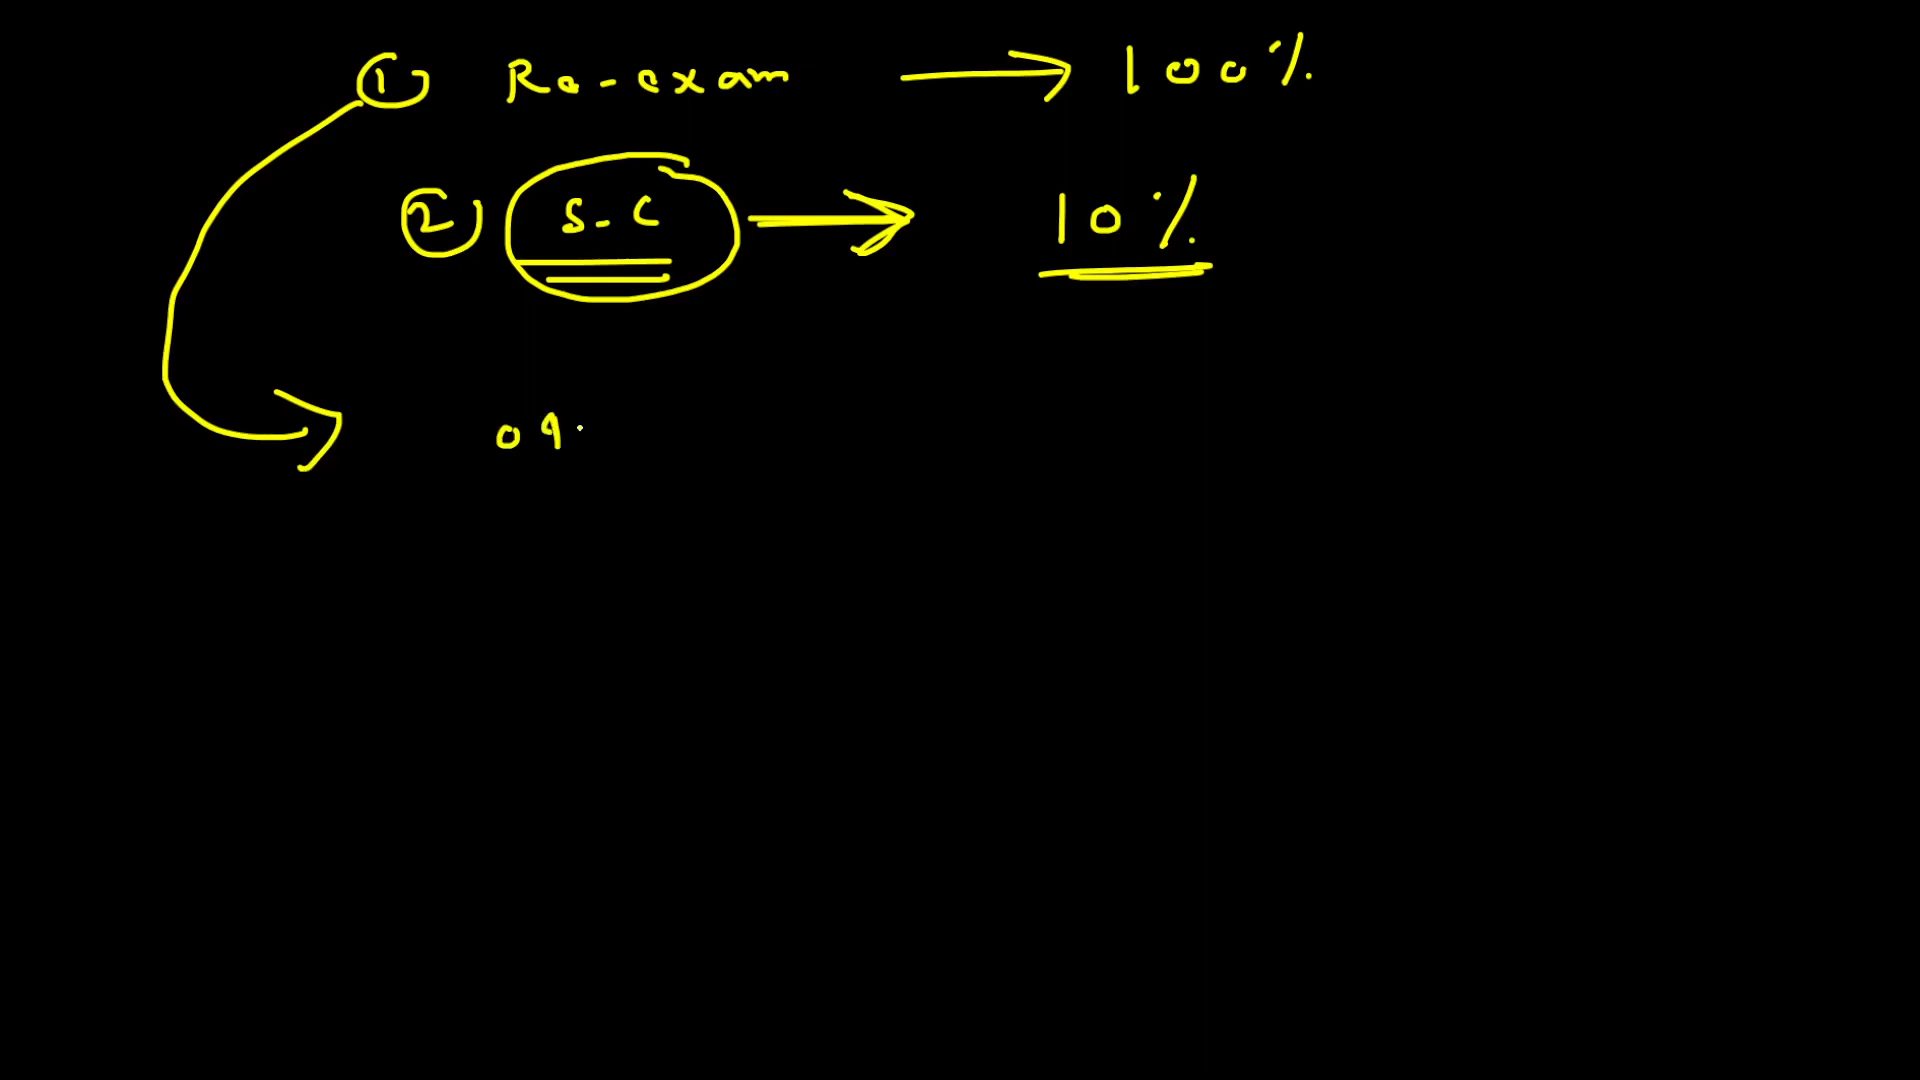 ① Re-exam → 100%
② S-C → 10%
09.